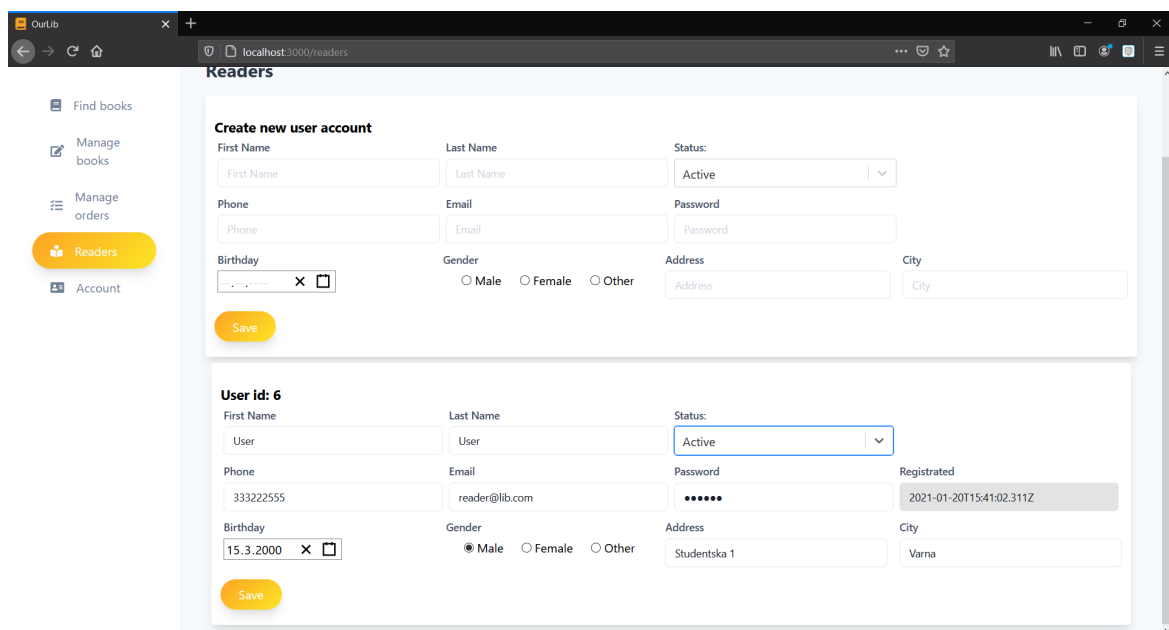 OurLib
localhost:3000/readers
Readers
Find books
Manage
books
Manage
orders
Readers
Account
Create new user account
First Name Last Name Status:
First Name Last Name Active
Phone Email Password
Phone Email Password
Birthday Gender Address City
--.--.---- Male Female Other Address City
Save
User id: 6
First Name Last Name Status:
User User Active
Phone Email Password Registrated
333222555 reader@lib.com •••••• 2021-01-20T15:41:02.311Z
Birthday Gender Address City
15.3.2000 Male Female Other Studentska 1 Varna
Save